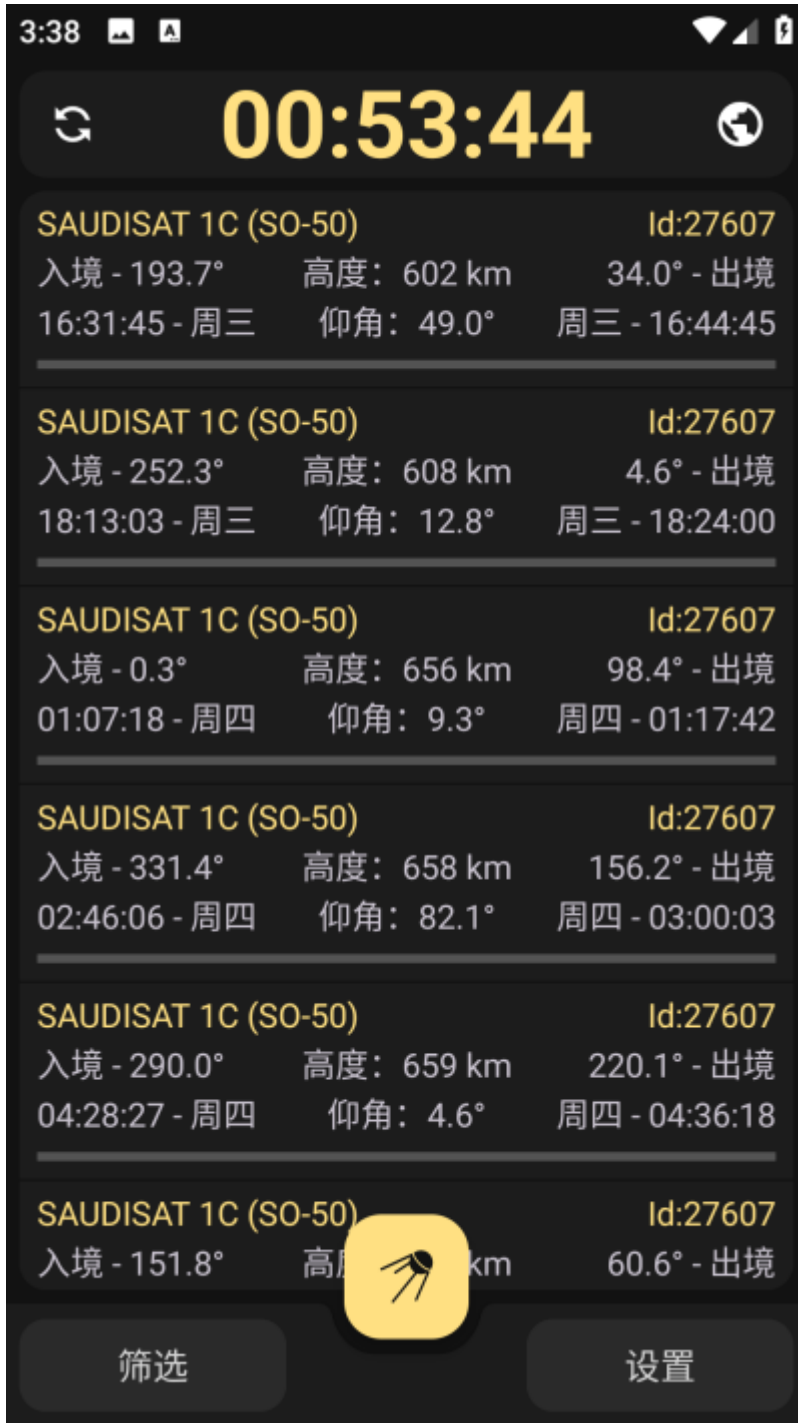 3:38
00:53:44
SAUDISAT 1C (SO-50) Id:27607
入境 - 193.7° 高度：602 km 34.0° - 出境
16:31:45 - 周三 仰角：49.0° 周三 - 16:44:45
SAUDISAT 1C (SO-50) Id:27607
入境 - 252.3° 高度：608 km 4.6° - 出境
18:13:03 - 周三 仰角：12.8° 周三 - 18:24:00
SAUDISAT 1C (SO-50) Id:27607
入境 - 0.3° 高度：656 km 98.4° - 出境
01:07:18 - 周四 仰角：9.3° 周四 - 01:17:42
SAUDISAT 1C (SO-50) Id:27607
入境 - 331.4° 高度：658 km 156.2° - 出境
02:46:06 - 周四 仰角：82.1° 周四 - 03:00:03
SAUDISAT 1C (SO-50) Id:27607
入境 - 290.0° 高度：659 km 220.1° - 出境
04:28:27 - 周四 仰角：4.6° 周四 - 04:36:18
SAUDISAT 1C (SO-50) Id:27607
入境 - 151.8° 高 km 60.6° - 出境
筛选 设置